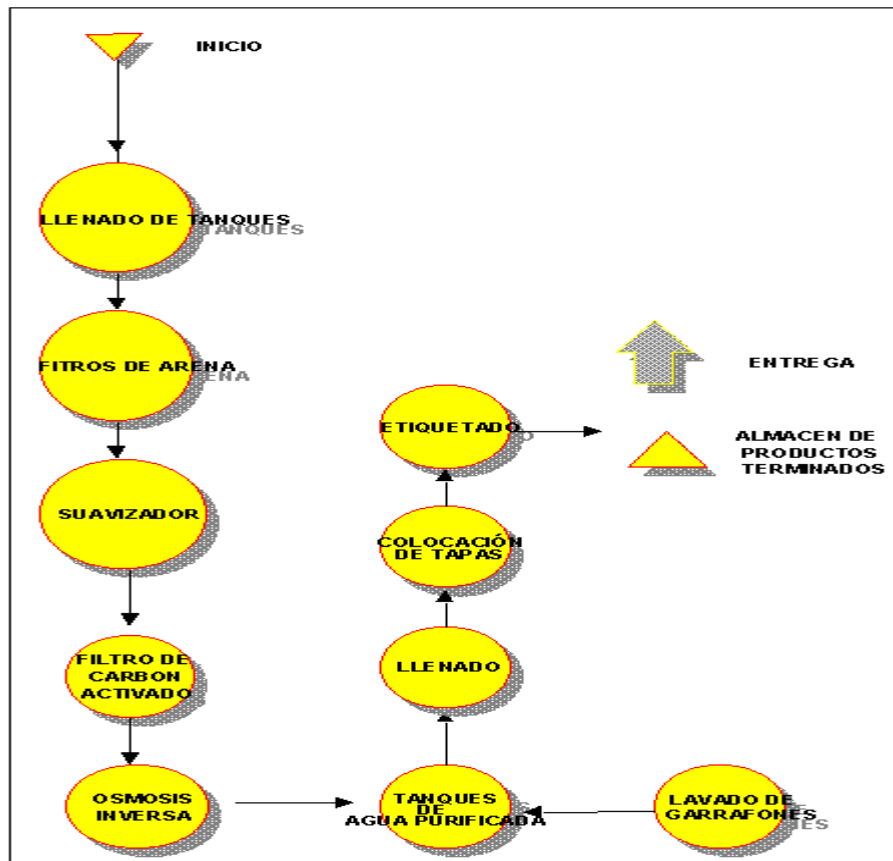 INICIO
LLENADO DE TANQUES
FITROS DE ARENA
SUAVIZADOR
FILTRO DE
CARBON
ACTIVADO
OSMOSIS
INVERSA
TANQUES
DE
AGUA PURIFICADA
LAVADO DE
GARRAFONES
LLENADO
COLOCACIÓN
DE TAPAS
ETIQUETADO
ENTREGA
ALMACEN DE
PRODUCTOS
TERMINADOS